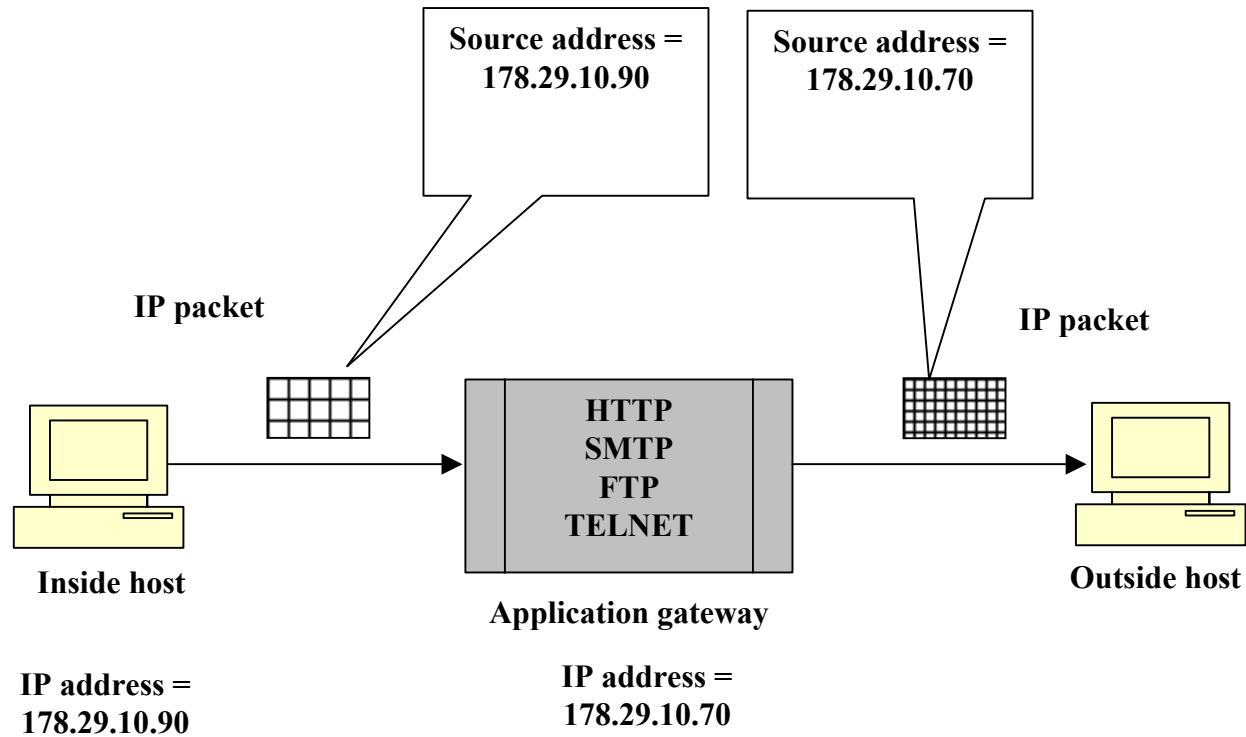 Source address =
178.29.10.90
Source address =
178.29.10.70
IP packet
IP packet
HTTP
SMTP
FTP
TELNET
Inside host
Application gateway
Outside host
IP address =
178.29.10.90
IP address =
178.29.10.70